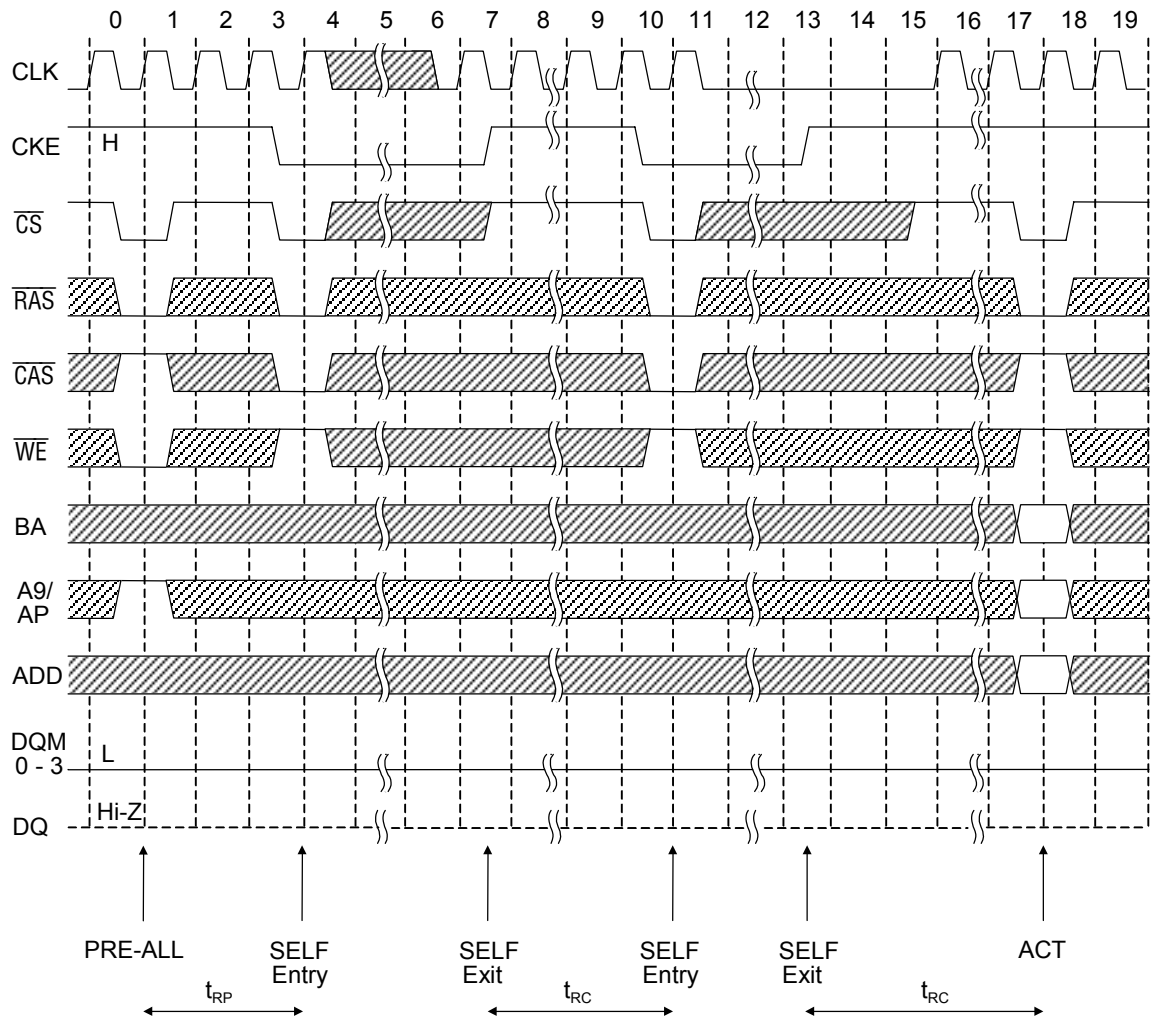 0 1 2 3 4 5 6 7 8 9 10 11 12 13 14 15 16 17 18 19
CLK
CKE H
CS
RAS
CAS
WE
BA
A9/
AP
ADD
DQM
0 - 3
L
Hi-Z
DQ
PRE-ALL
SELF
Entry
SELF
Exit
SELF
Entry
SELF
Exit
ACT
tRP
tRC
tRC